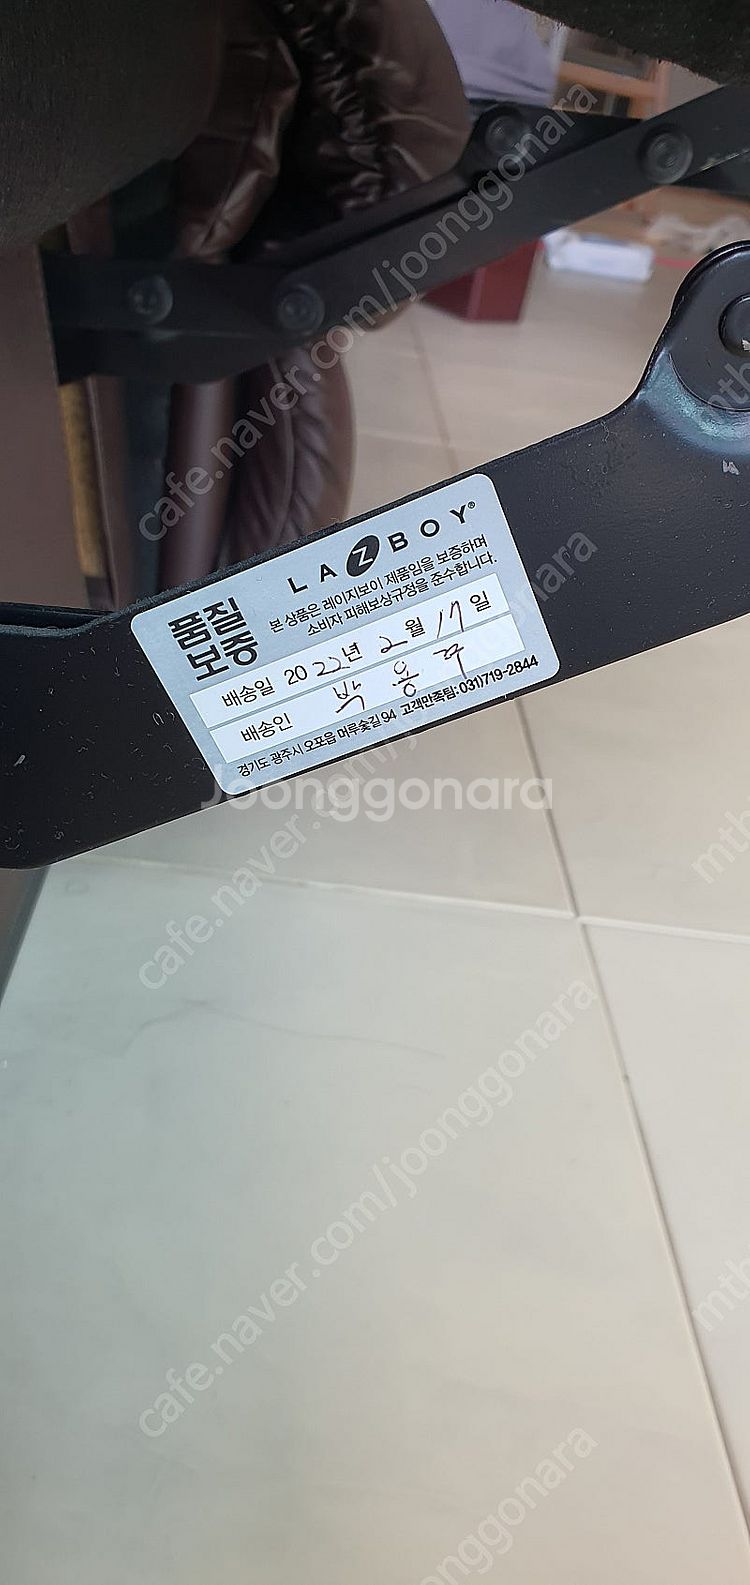 LAZBOY®
품질
보증
본 상품은 레이지보이 제품임을 보증하며
소비자 피해보상규정을 준수합니다.
배송일 2022년 2월 17일
배송인 박용
경기도 광주시 오포읍 머루숯길 94 고객만족팀: 031)719-2844
Joonggonara
cafe.naver.com/joonggonara
cafe.naver.com/joonggonara
cafe.naver.com/joonggonara
joonggonara
mth
mth
mth